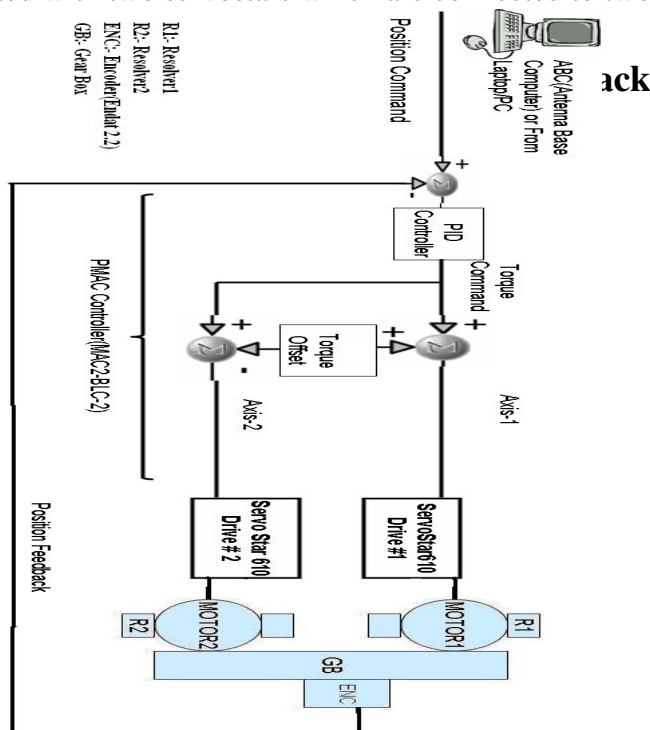 ack
ABC(Antenna Base
Computer) or From
Laptop/PC
Position Command
R1:- Resolver1
R2:- Resolver2
ENC:- Encoder(Endat 2.2)
GB:- Gear Box
+
-
PID
Controller
Torque
Command
+
+
+
-
Torque
Offset
Axis-1
Axis-2
PMAC Controller(MAC2-BLC-2)
ServoStar610
Drive #1
Servo Star 610
Drive # 2
MOTOR1
R1
MOTOR2
R2
GB
ENC
Position Feedback